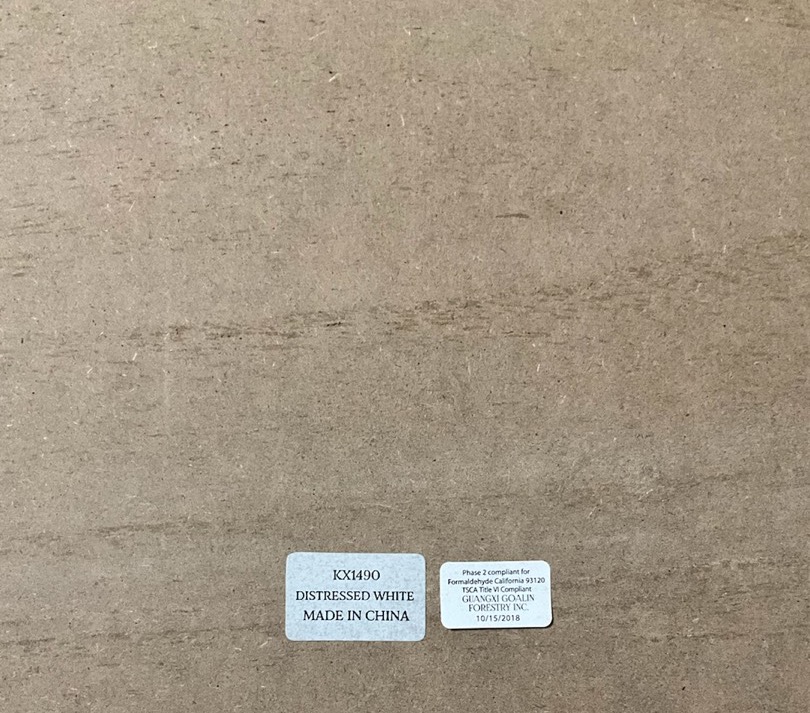 KX1490
DISTRESSED WHITE
MADE IN CHINA
Phase 2 compliant for
Formaldehyde California 93120
TSCA Title VI Compliant
GUANGXI GOALIN
FORESTRY INC.
10/15/2018